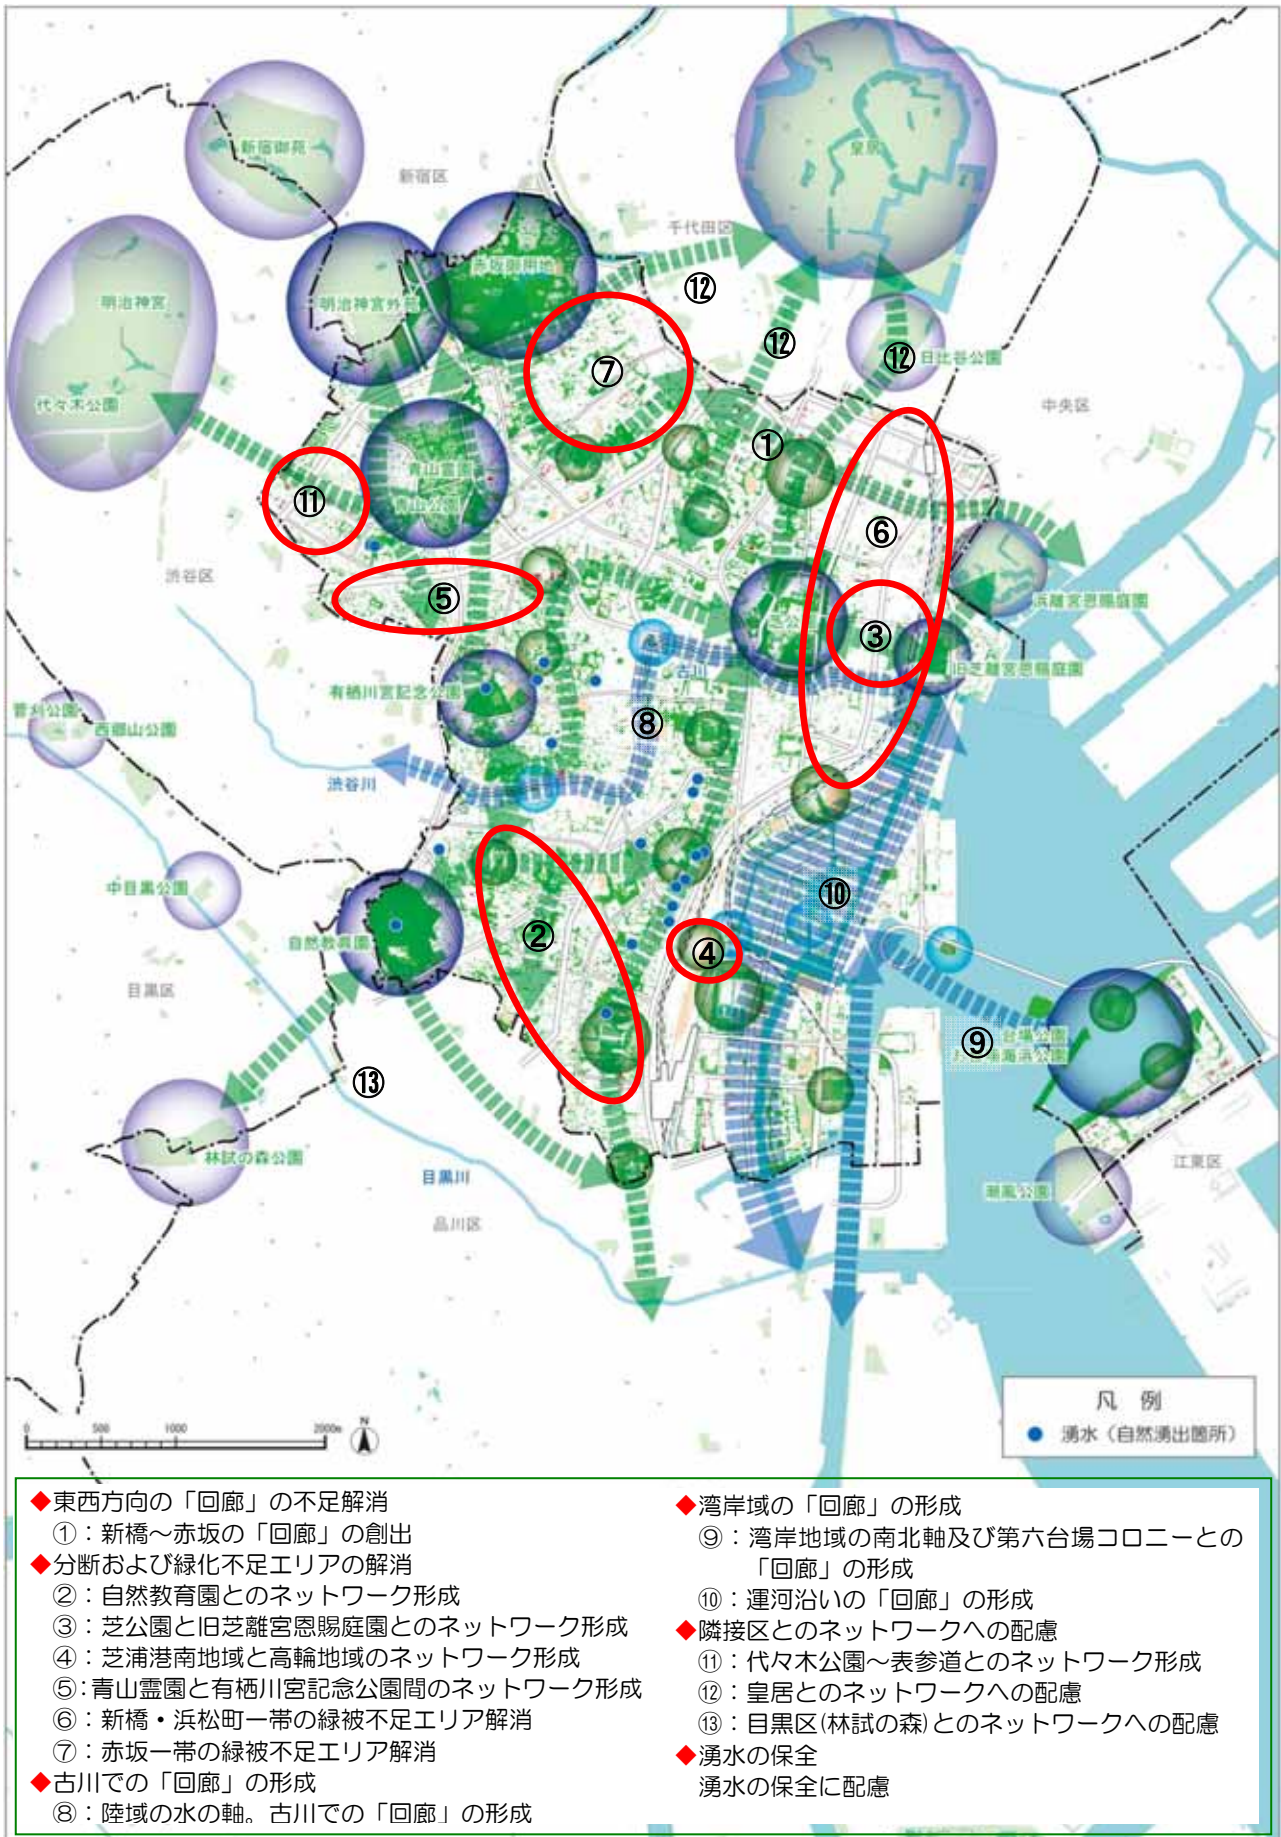 新宿御苑
新宿区
皇居
千代田区
赤坂御用地
明治神宮
明治神宮外苑
⑫
⑫
⑫
日比谷公園
⑦
代々木公園
中央区
①
青山霊園
青山公園
⑪
⑥
渋谷区
⑤
浜離宮恩賜庭園
芝公園
③
旧芝離宮恩賜庭園
古川
有栖川宮記念公園
菅刈公園
西郷山公園
⑧
渋谷川
中目黒公園
⑩
②
④
自然教育園
目黒区
⑨
台場公園
海浜公園
⑬
林試の森公園
江東区
目黒川
潮風公園
品川区
凡 例
湧水（自然湧出箇所）
0 500 1000 2000m
N
◆東西方向の「回廊」の不足解消
①：新橋～赤坂の「回廊」の創出
◆分断および緑化不足エリアの解消
②：自然教育園とのネットワーク形成
③：芝公園と旧芝離宮恩賜庭園とのネットワーク形成
④：芝浦港南地域と高輪地域のネットワーク形成
⑤：青山霊園と有栖川宮記念公園間のネットワーク形成
⑥：新橋・浜松町一帯の緑被不足エリア解消
⑦：赤坂一帯の緑被不足エリア解消
◆古川での「回廊」の形成
⑧：陸域の水の軸。古川での「回廊」の形成
◆湾岸域の「回廊」の形成
⑨：湾岸地域の南北軸及び第六台場コロニーとの
「回廊」の形成
⑩：運河沿いの「回廊」の形成
◆隣接区とのネットワークへの配慮
⑪：代々木公園～表参道とのネットワーク形成
⑫：皇居とのネットワークへの配慮
⑬：目黒区(林試の森)とのネットワークへの配慮
◆湧水の保全
湧水の保全に配慮